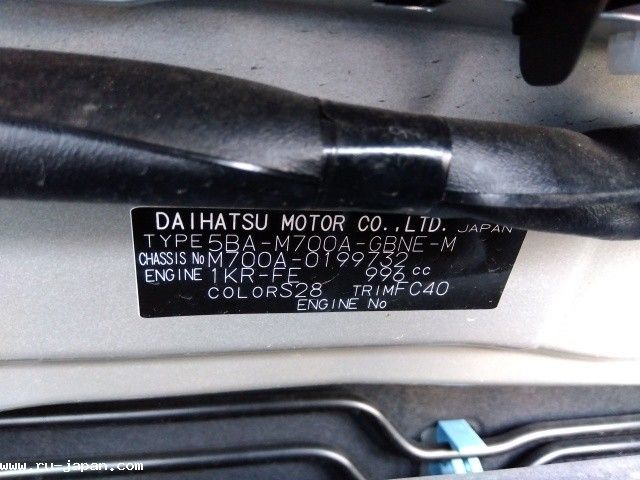 DAIHATSU MOTOR CO.,LTD. JAPAN
TYPE 5BA-M700A-GBNE-M
CHASSIS No M700A-0199732
ENGINE 1KR-FE 996 cc
COLOR S28 TRIM FC40
ENGINE No
www.ru-japan.com